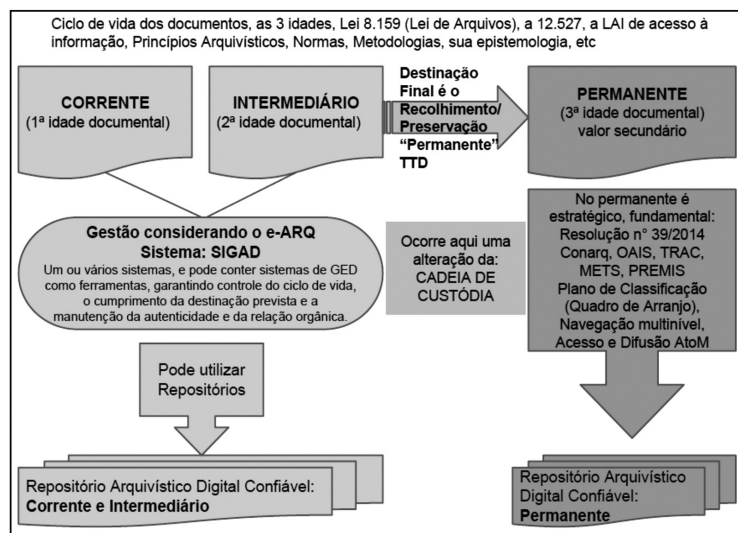 Ciclo de vida dos documentos, as 3 idades, Lei 8.159 (Lei de Arquivos), a 12.527, a LAI de acesso à
informação, Princípios Arquivísticos, Normas, Metodologias, sua epistemologia, etc
CORRENTE
(1ª idade documental)
INTERMEDIÁRIO
(2ª idade documental)
Destinação
Final é o
Recolhimento/
Preservação
“Permanente”
TTD
PERMANENTE
(3ª idade documental)
valor secundário
Gestão considerando o e-ARQ
Sistema: SIGAD
Um ou vários sistemas, e pode conter sistemas de GED
como ferramentas, garantindo controle do ciclo de vida,
o cumprimento da destinação prevista e a
manutenção da autenticidade e da relação orgânica.
Ocorre aqui uma
alteração da:
CADEIA DE
CUSTÓDIA
No permanente é
estratégico, fundamental:
Resolução n° 39/2014
Conarq, OAIS, TRAC,
METS, PREMIS
Plano de Classificação
(Quadro de Arranjo),
Navegação multinível,
Acesso e Difusão AtoM
Pode utilizar
Repositórios
Repositório Arquivístico Digital Confiável:
Corrente e Intermediário
Repositório Arquivístico
Digital Confiável:
Permanente